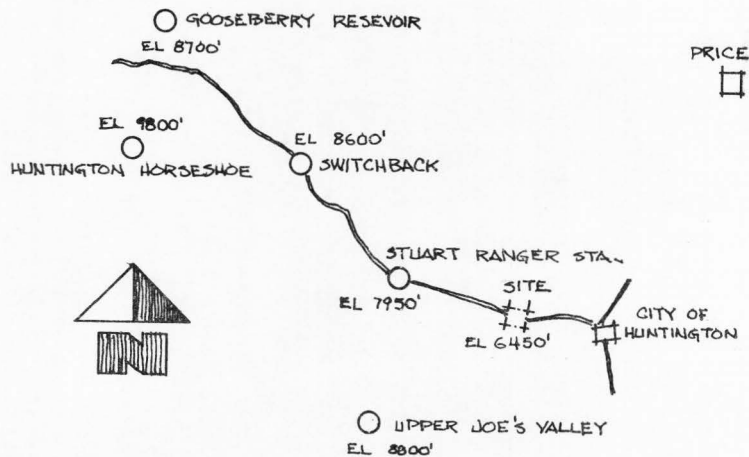 GOOSEBERRY RESEVOIR
EL 8700'
PRICE
EL 9800'
HUNTINGTON HORSESHOE
EL 8600'
SWITCHBACK
STUART RANGER STA.
EL 7950'
SITE
EL 6450'
CITY OF
HUNTINGTON
N
UPPER JOE'S VALLEY
EL 8800'